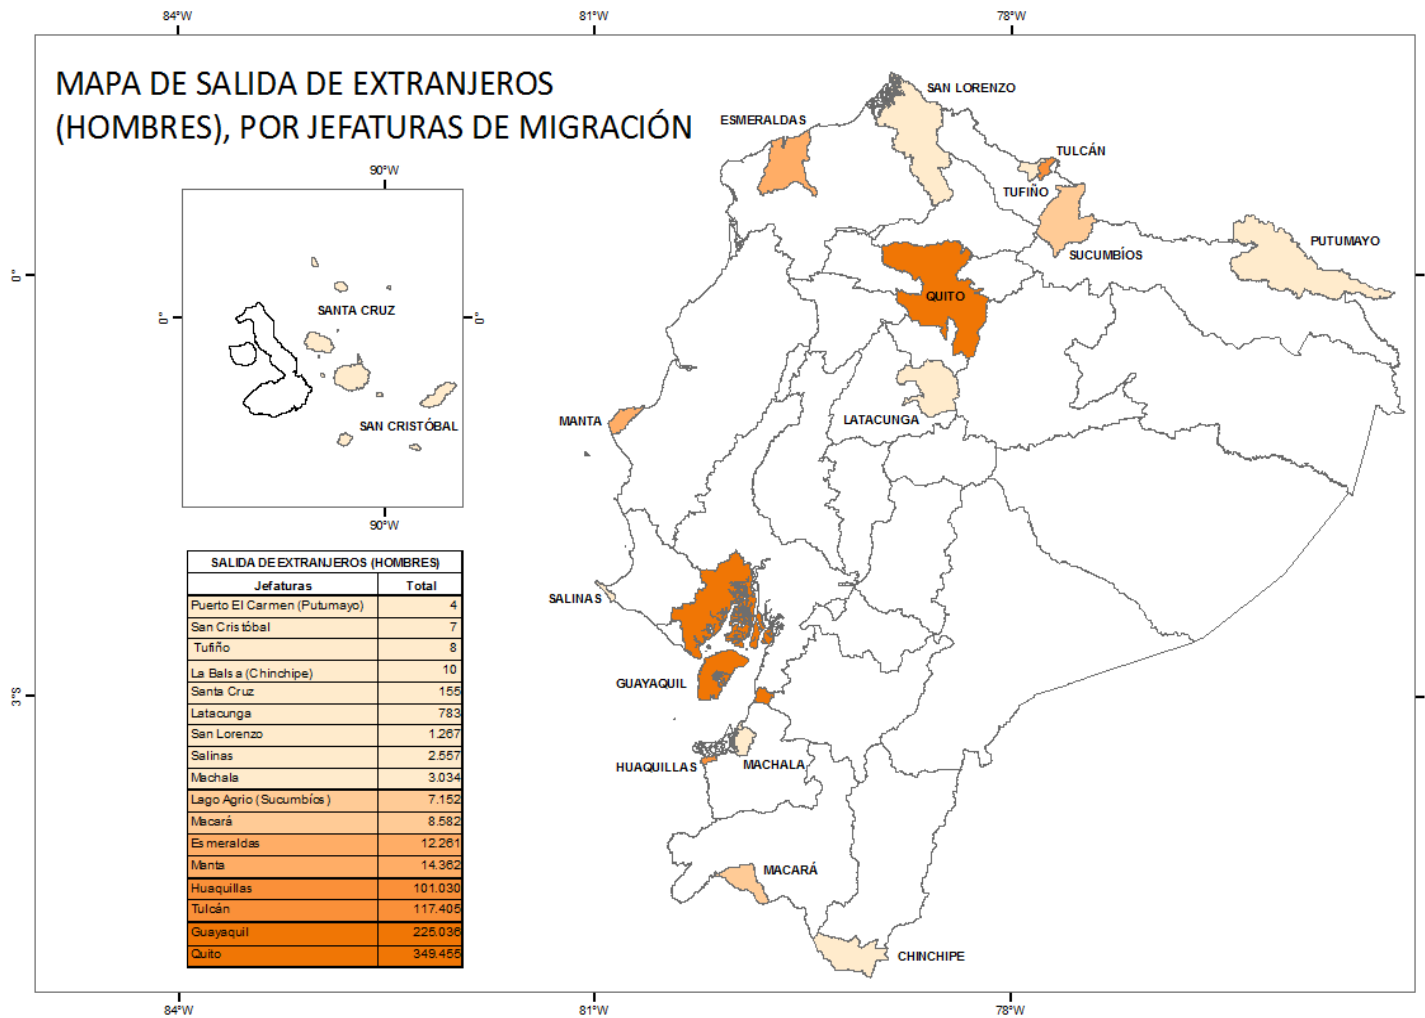 84°W
81°W
78°W
MAPA DE SALIDA DE EXTRANJEROS
(HOMBRES), POR JEFATURAS DE MIGRACIÓN
SAN LORENZO
ESMERALDAS
TULCÁN
TUFIÑO
PUTUMAYO
SUCUMBÍOS
QUITO
LATACUNGA
MANTA
SALINAS
GUAYAQUIL
HUAQUILLAS
MACHALA
MACARÁ
CHINCHIPE
90°W
0°
SANTA CRUZ
0°
0°
SAN CRISTÓBAL
90°W
3°S
SALIDA DE EXTRANJEROS (HOMBRES)
Jefaturas Total
Puerto El Carmen (Putumayo) 4
San Cristóbal 7
Tufiño 8
La Balsa (Chinchipe) 10
Santa Cruz 155
Latacunga 783
San Lorenzo 1.267
Salinas 2.557
Machala 3.034
Lago Agrio (Sucumbíos) 7.152
Macará 8.582
Esmeraldas 12.261
Manta 14.362
Huaquillas 101.030
Tulcán 117.405
Guayaquil 225.036
Quito 349.455
84°W
81°W
78°W